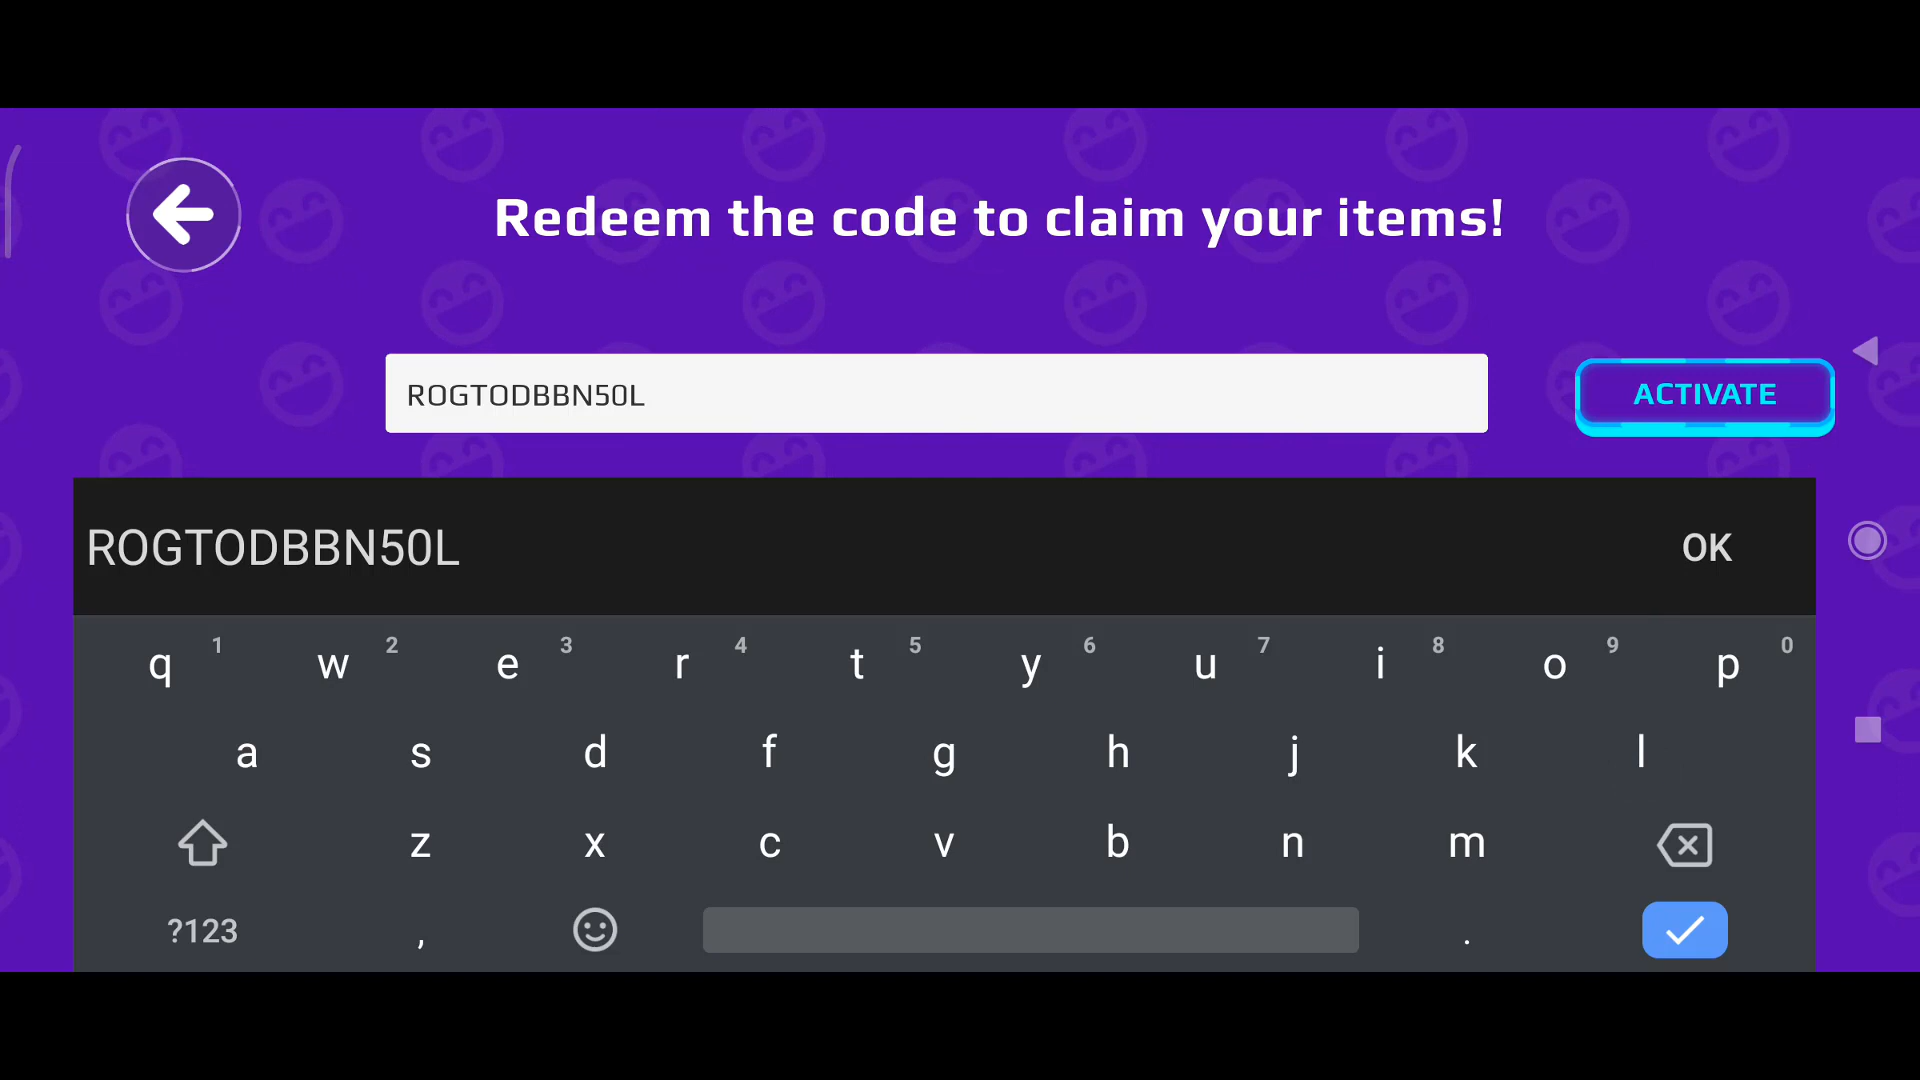 Redeem the code to claim your items!
ROGTODBBN50L
ACTIVATE
ROGTODBBN50L
OK
q 1 w 2 e 3 r 4 t 5 y 6 u 7 i 8 o 9 p 0
a s d f g h j k l
z x c v b n m
?123 , .